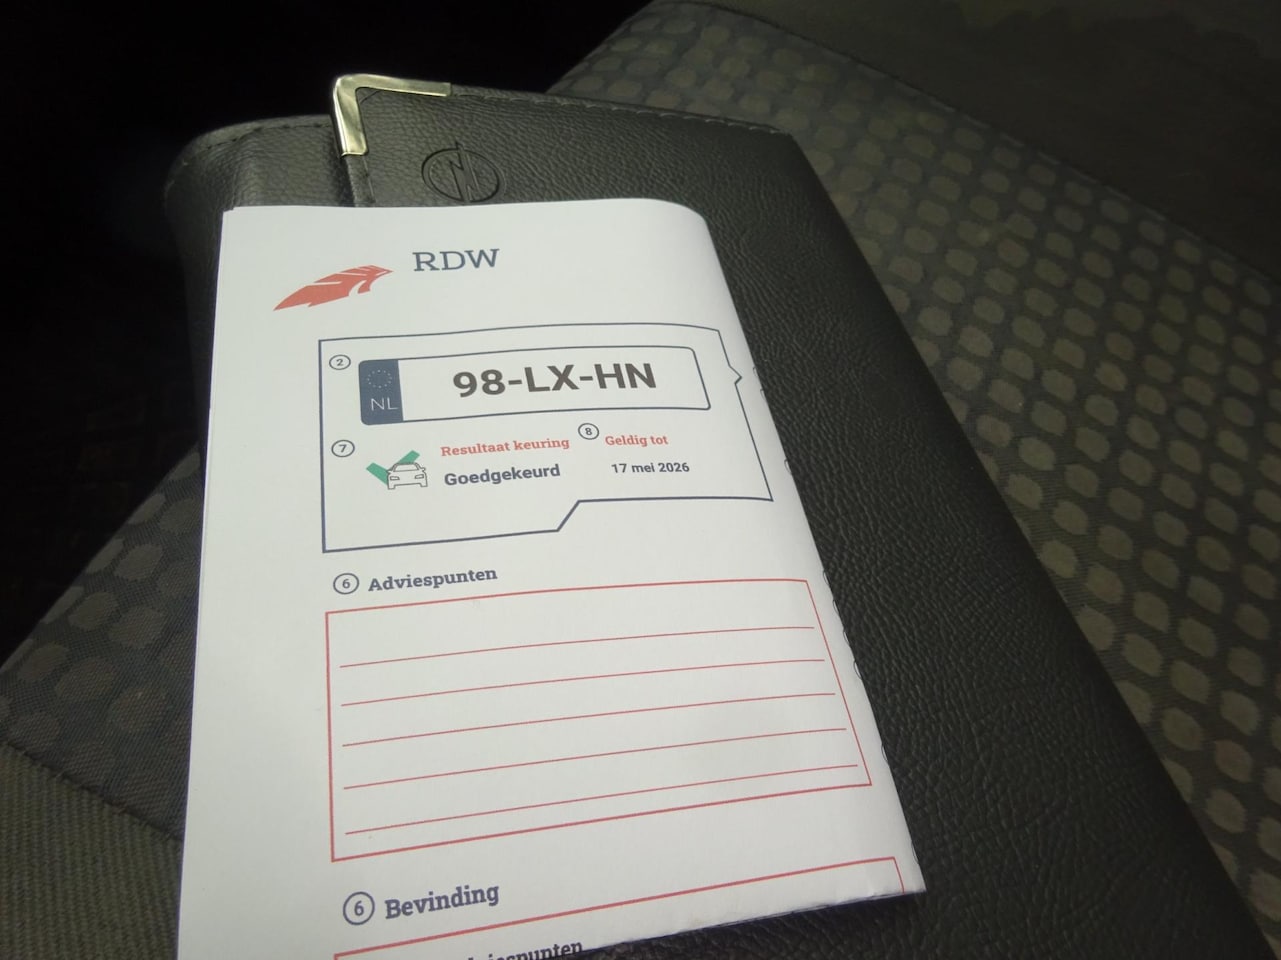 RDW
2
NL
98-LX-HN
7
Resultaat keuring
Goedgekeurd
8
Geldig tot
17 mei 2026
6 Adviespunten
6 Bevinding